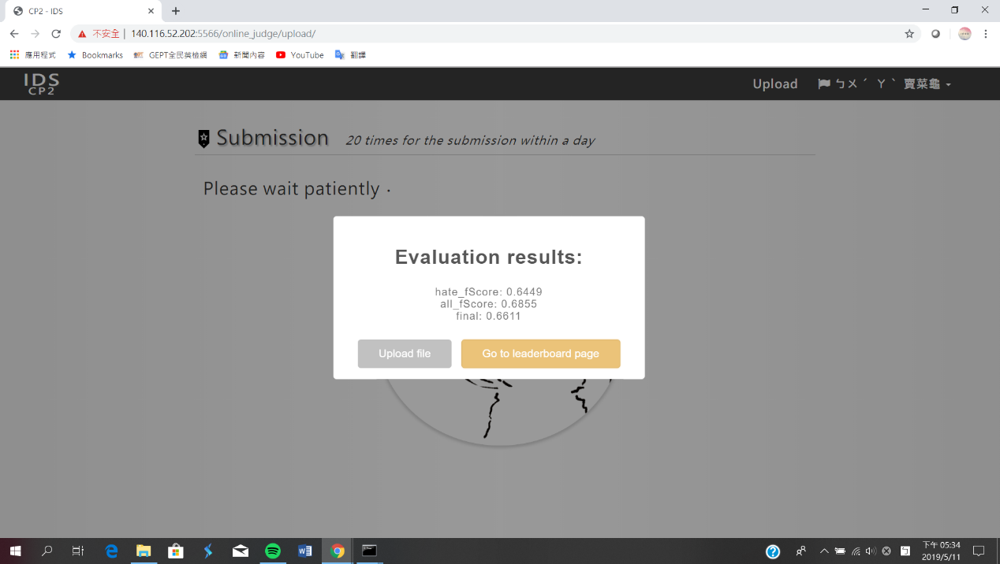 CP2 - IDS
不安全 | 140.116.52.202:5566/online_judge/upload/
應用程式 Bookmarks GEPT全民英檢網 新聞內容 YouTube 翻譯
IDS
CP2
Upload ㄅㄨˊ ㄚˋ 賣菜龜
Submission 20 times for the submission within a day
Please wait patiently .
Evaluation results:
hate_fScore: 0.6449
all_fScore: 0.6855
final: 0.6611
Upload file Go to leaderboard page
下午 05:34
2019/5/11